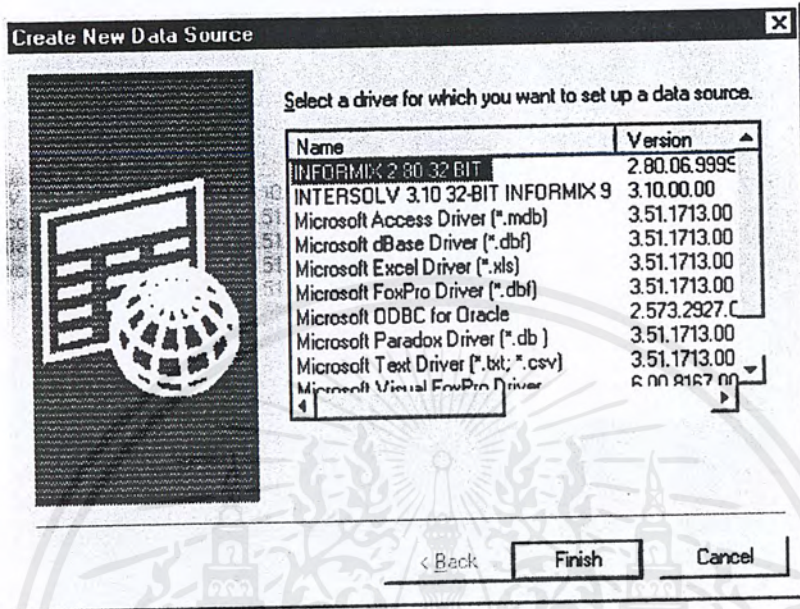 Create New Data Source
Select a driver for which you want to set up a data source.
Name Version
INFORMIX 2.80 32 BIT 2.80.06.9999
INTERSOLV 3.10 32-BIT INFORMIX 9 3.10.00.00
Microsoft Access Driver (*.mdb) 3.51.1713.00
Microsoft dBase Driver (*.dbf) 3.51.1713.00
Microsoft Excel Driver (*.xls) 3.51.1713.00
Microsoft FoxPro Driver (*.dbf) 3.51.1713.00
Microsoft ODBC for Oracle 2.573.2927.0
Microsoft Paradox Driver (*.db ) 3.51.1713.00
Microsoft Text Driver (*.txt; *.csv) 3.51.1713.00
Microsoft Visual FoxPro Driver 6.00.8167.00
< Back Finish Cancel